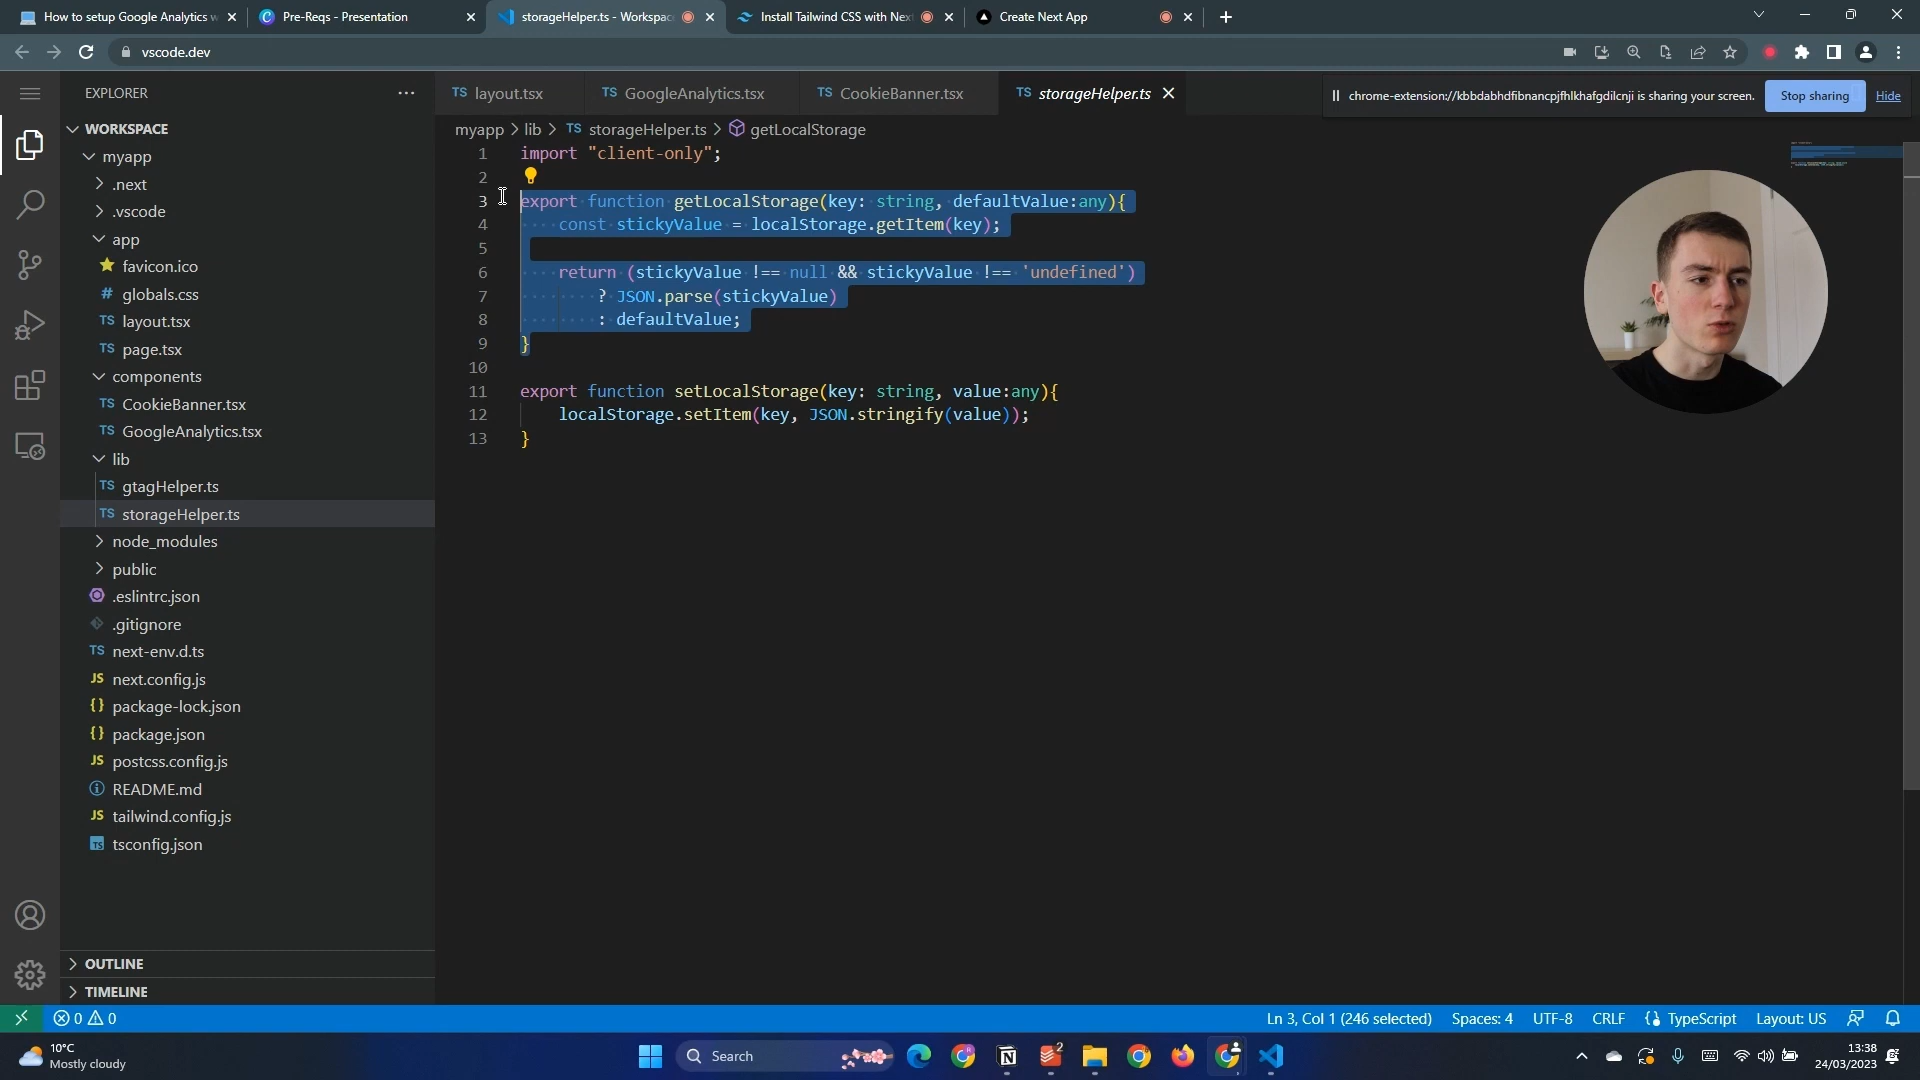 How to setup Google Analytics w
Pre-Reqs - Presentation
storageHelper.ts - Workspac
Install Tailwind CSS with Nex
Create Next App
vscode.dev
EXPLORER
WORKSPACE
myapp
.next
.vscode
app
favicon.ico
globals.css
layout.tsx
page.tsx
components
CookieBanner.tsx
GoogleAnalytics.tsx
lib
gtagHelper.ts
storageHelper.ts
node_modules
public
.eslintrc.json
.gitignore
next-env.d.ts
next.config.js
package-lock.json
package.json
postcss.config.js
README.md
tailwind.config.js
tsconfig.json
OUTLINE
TIMELINE
TS layout.tsx
TS GoogleAnalytics.tsx
TS CookieBanner.tsx
TS storageHelper.ts
chrome-extension://kbbdabhdfibnancpjfhlkhafgdilcnji is sharing your screen. Stop sharing Hide
myapp > lib > TS storageHelper.ts > getLocalStorage
1 import "client-only";
2
3 export function getLocalStorage(key: string, defaultValue:any){
4 const stickyValue = localStorage.getItem(key);
5
6 return (stickyValue !== null && stickyValue !== 'undefined')
7 ? JSON.parse(stickyValue)
8 : defaultValue;
9 }
10
11 export function setLocalStorage(key: string, value:any){
12 localStorage.setItem(key, JSON.stringify(value));
13 }
0 0
Ln 3, Col 1 (246 selected) Spaces: 4 UTF-8 CRLF TypeScript Layout: US
10°C
Mostly cloudy
Search
2
13:38
24/03/2023